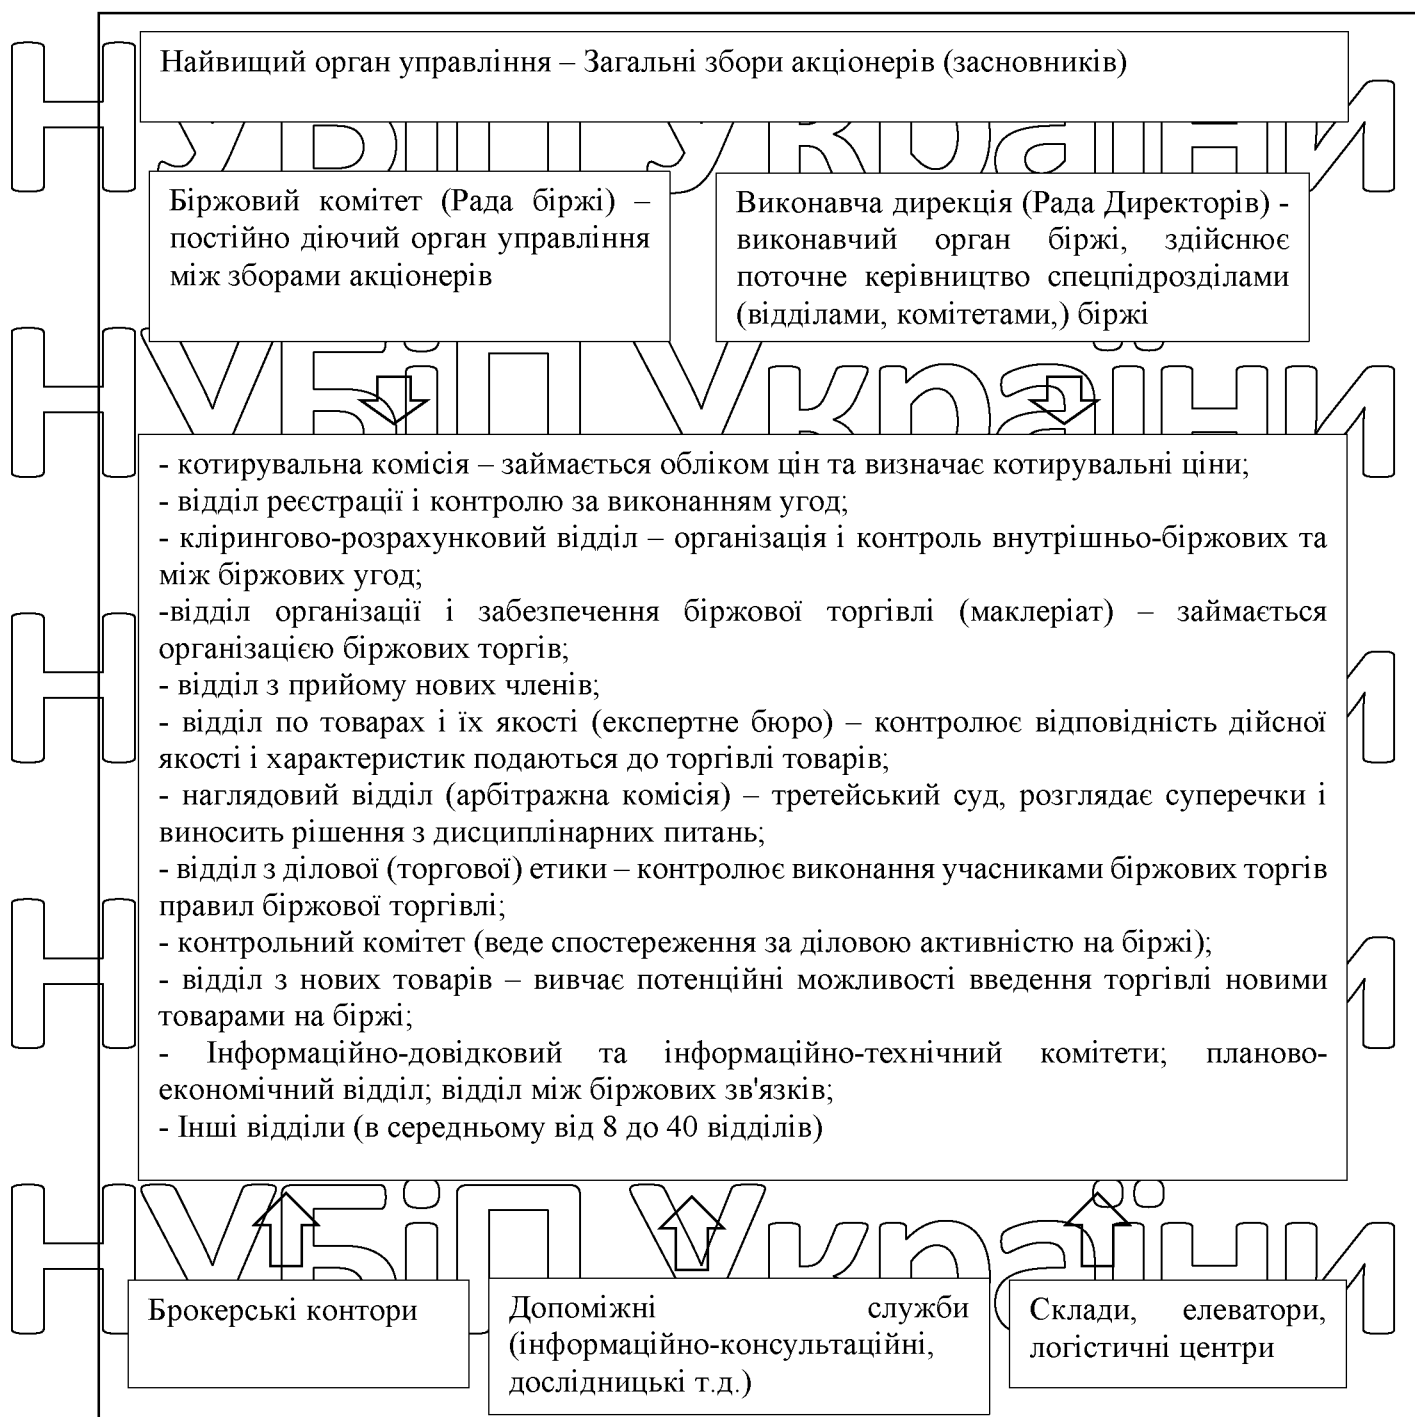 Найвищий орган управління – Загальні збори акціонерів (засновників)
Біржовий комітет (Рада біржі) –
постійно діючий орган управління
між зборами акціонерів
Виконавча дирекція (Рада Директорів) -
виконавчий орган біржі, здійснює
поточне керівництво спецпідрозділами
(відділами, комітетами,) біржі
- котирувальна комісія – займається обліком цін та визначає котирувальні ціни;
- відділ реєстрації і контролю за виконанням угод;
- клірингово-розрахунковий відділ – організація і контроль внутрішньо-біржових та
між біржових угод;
-відділ організації і забезпечення біржової торгівлі (маклеріат) – займається
організацією біржових торгів;
- відділ з прийому нових членів;
- відділ по товарах і їх якості (експертне бюро) – контролює відповідність дійсної
якості і характеристик подаються до торгівлі товарів;
- наглядовий відділ (арбітражна комісія) – третейський суд, розглядає суперечки і
виносить рішення з дисциплінарних питань;
- відділ з ділової (торгової) етики – контролює виконання учасниками біржових торгів
правил біржової торгівлі;
- контрольний комітет (веде спостереження за діловою активністю на біржі);
- відділ з нових товарів – вивчає потенційні можливості введення торгівлі новими
товарами на біржі;
- Інформаційно-довідковий та інформаційно-технічний комітети; планово-
економічний відділ; відділ між біржових зв'язків;
- Інші відділи (в середньому від 8 до 40 відділів)
Брокерські контори
Допоміжні служби
(інформаційно-консультаційні,
дослідницькі т.д.)
Склади, елеватори,
логістичні центри
НУБіП України
НУБіП України
НУБіП України